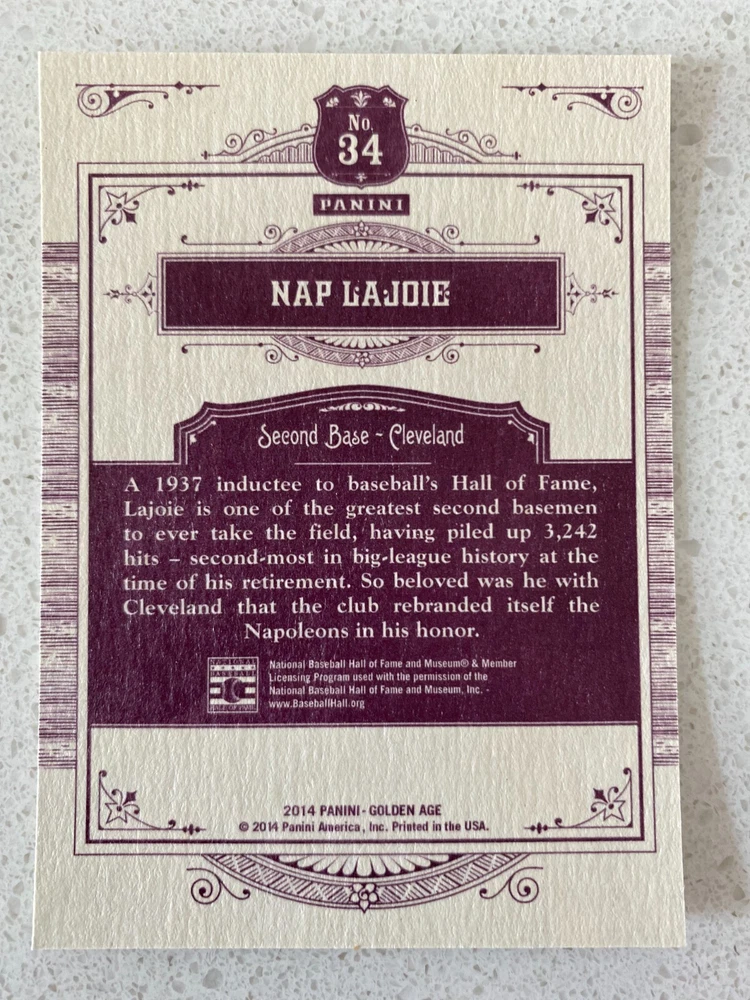 No.
34
PANINI
NAP LAJOIE
Second Base ~ Cleveland
A 1937 inductee to baseball's Hall of Fame,
Lajoie is one of the greatest second basemen
to ever take the field, having piled up 3,242
hits – second-most in big-league history at the
time of his retirement. So beloved was he with
Cleveland that the club rebranded itself the
Napoleons in his honor.
NATIONAL
BASEBALL
HALL OF FAME
National Baseball Hall of Fame and Museum® & Member
Licensing Program used with the permission of the
National Baseball Hall of Fame and Museum, Inc. -
www.BaseballHall.org
2014 PANINI - GOLDEN AGE
© 2014 Panini America, Inc. Printed in the USA.